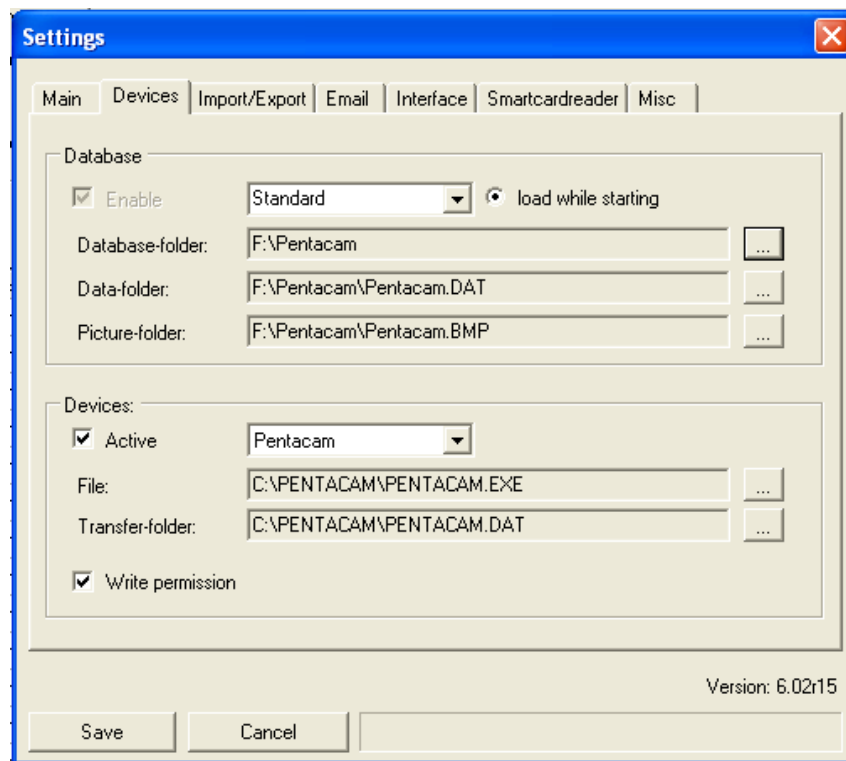 Settings
Main Devices Import/Export Email Interface Smartcardreader Misc
Database
Enable Standard load while starting
Database-folder: F:\Pentacam ...
Data-folder: F:\Pentacam\Pentacam.DAT ...
Picture-folder: F:\Pentacam\Pentacam.BMP ...
Devices:
Active Pentacam
File: C:\PENTACAM\PENTACAM.EXE ...
Transfer-folder: C:\PENTACAM\PENTACAM.DAT ...
Write permission
Version: 6.02r15
Save Cancel